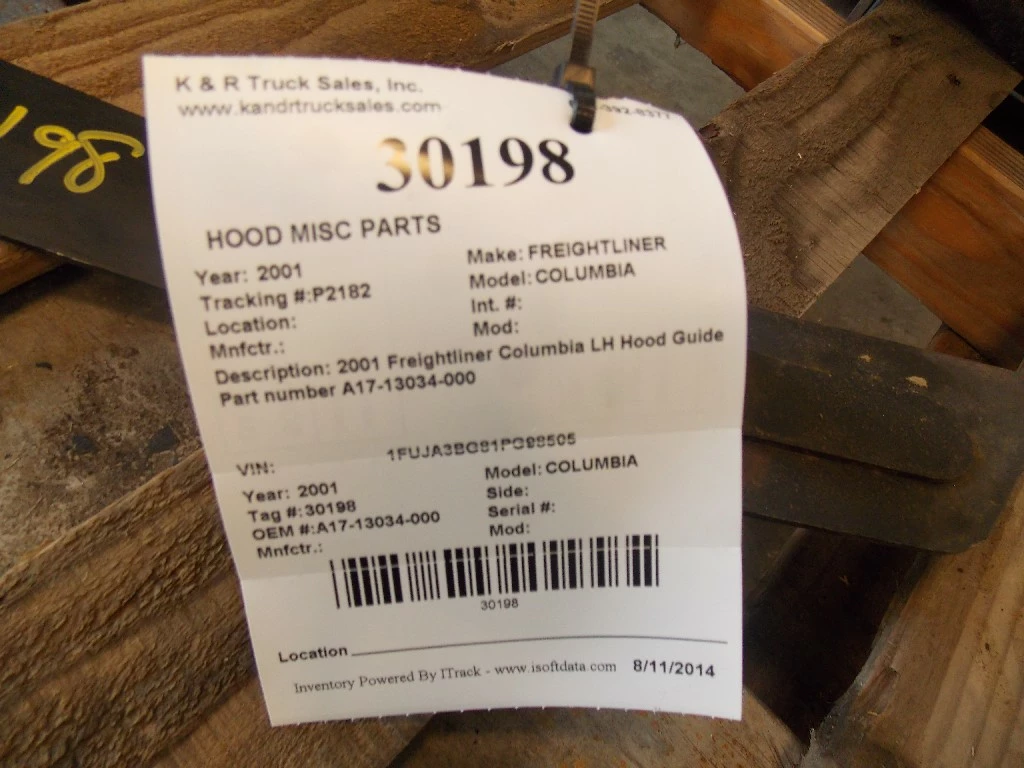 K & R Truck Sales, Inc.
www.kandrtrucksales.com
-392-8377
30198
198
HOOD MISC PARTS
Year: 2001
Make: FREIGHTLINER
Tracking #:P2182
Model: COLUMBIA
Location:
Int. #:
Mnfctr.:
Mod:
Description: 2001 Freightliner Columbia LH Hood Guide
Part number A17-13034-000
VIN:
Year: 2001
Model: COLUMBIA
Tag #:30198
Side:
OEM #:A17-13034-000
Serial #:
Mnfctr.:
Mod:
30198
Location
Inventory Powered By ITrack - www.isoftdata.com 8/11/2014